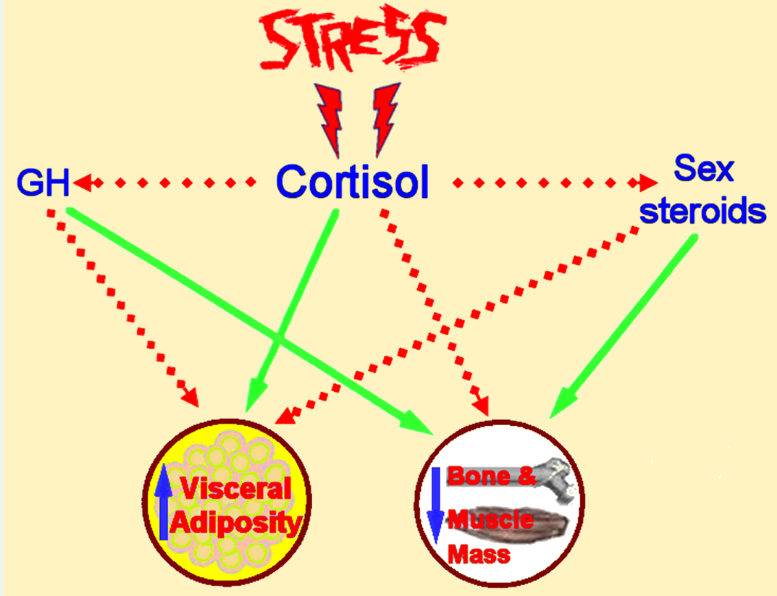 STRESS
GH
Cortisol
Sex
steroids
Visceral
Adiposity
Bone &
Muscle
Mass